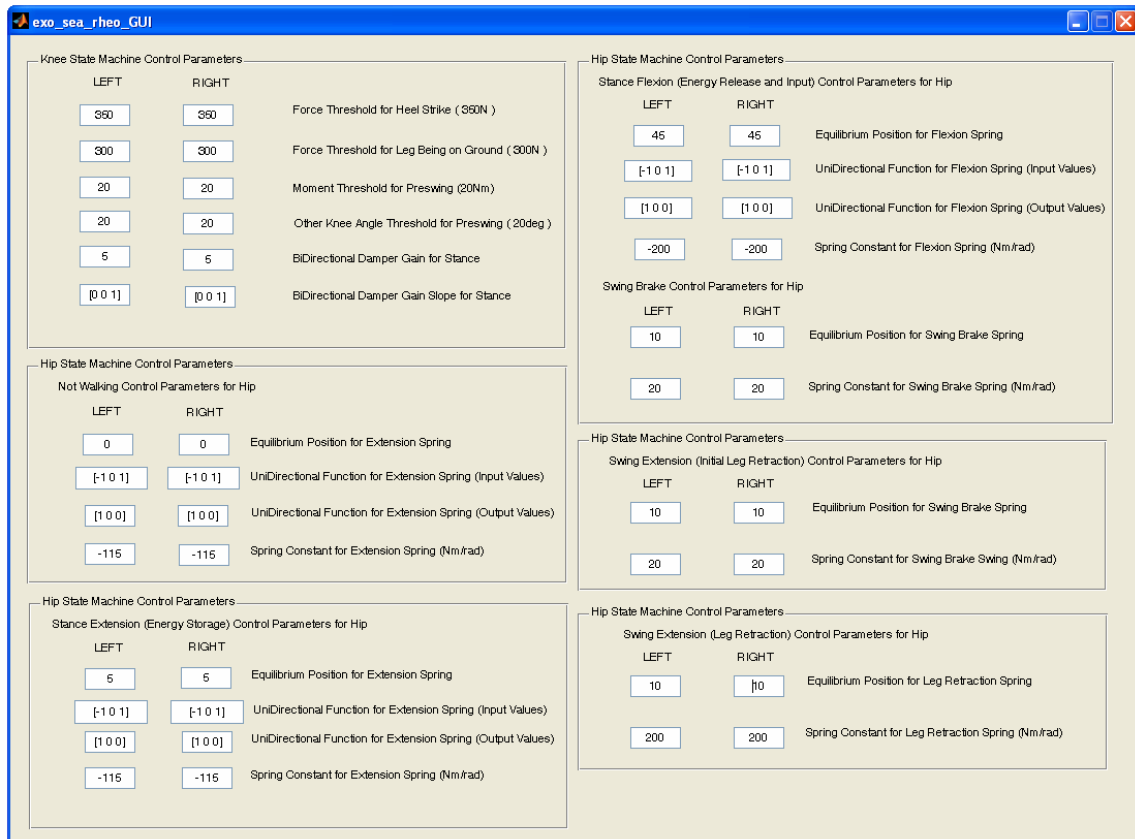 exo_sea_rheo_GUI
Knee State Machine Control Parameters
LEFT RIGHT
350 350 Force Threshold for Heel Strike ( 350N )
300 300 Force Threshold for Leg Being on Ground ( 300N )
20 20 Moment Threshold for Preswing (20Nm)
20 20 Other Knee Angle Threshold for Preswing ( 20deg )
5 5 BiDirectional Damper Gain for Stance
[0 0 1] [0 0 1] BiDirectional Damper Gain Slope for Stance
Hip State Machine Control Parameters
Not Walking Control Parameters for Hip
LEFT RIGHT
0 0 Equilibrium Position for Extension Spring
[-1 0 1] [-1 0 1] UniDirectional Function for Extension Spring (Input Values)
[1 0 0] [1 0 0] UniDirectional Function for Extension Spring (Output Values)
-115 -115 Spring Constant for Extension Spring (Nm/rad)
Hip State Machine Control Parameters
Stance Extension (Energy Storage) Control Parameters for Hip
LEFT RIGHT
5 5 Equilibrium Position for Extension Spring
[-1 0 1] [-1 0 1] UniDirectional Function for Extension Spring (Input Values)
[1 0 0] [1 0 0] UniDirectional Function for Extension Spring (Output Values)
-115 -115 Spring Constant for Extension Spring (Nm/rad)
Hip State Machine Control Parameters
Stance Flexion (Energy Release and Input) Control Parameters for Hip
LEFT RIGHT
45 45 Equilibrium Position for Flexion Spring
[-1 0 1] [-1 0 1] UniDirectional Function for Flexion Spring (Input Values)
[1 0 0] [1 0 0] UniDirectional Function for Flexion Spring (Output Values)
-200 -200 Spring Constant for Flexion Spring (Nm/rad)
Swing Brake Control Parameters for Hip
LEFT RIGHT
10 10 Equilibrium Position for Swing Brake Spring
20 20 Spring Constant for Swing Brake Spring (Nm/rad)
Hip State Machine Control Parameters
Swing Extension (Initial Leg Retraction) Control Parameters for Hip
LEFT RIGHT
10 10 Equilibrium Position for Swing Brake Spring
20 20 Spring Constant for Swing Brake Swing (Nm/rad)
Hip State Machine Control Parameters
Swing Extension (Leg Retraction) Control Parameters for Hip
LEFT RIGHT
10 10 Equilibrium Position for Leg Retraction Spring
200 200 Spring Constant for Leg Retraction Spring (Nm/rad)